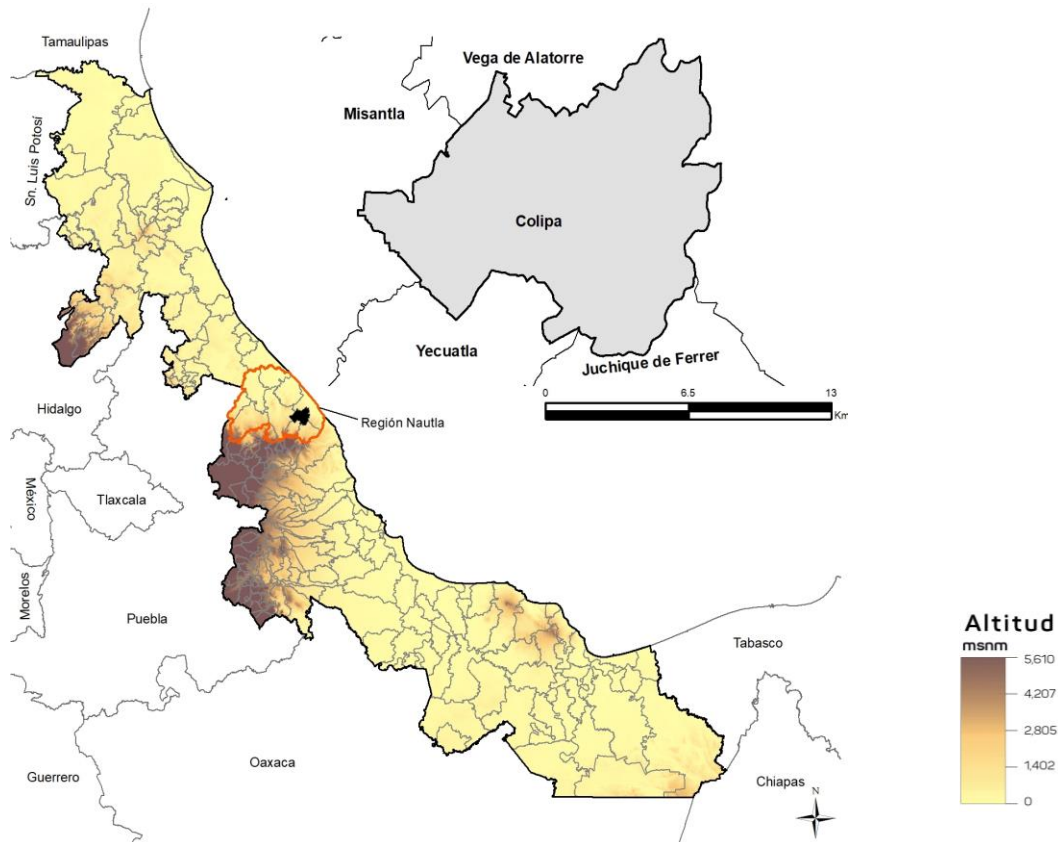 Tamaulipas
Sn. Luis Potosí
Vega de Alatorre
Misantla
Colipa
Yecuatla
Juchique de Ferrer
0
6.5
13
Km
Hidalgo
Región Nautla
México
Tlaxcala
Morelos
Puebla
Tabasco
Guerrero
Oaxaca
Chiapas
N
Altitud
msnm
5,610
4,207
2,805
1402
0